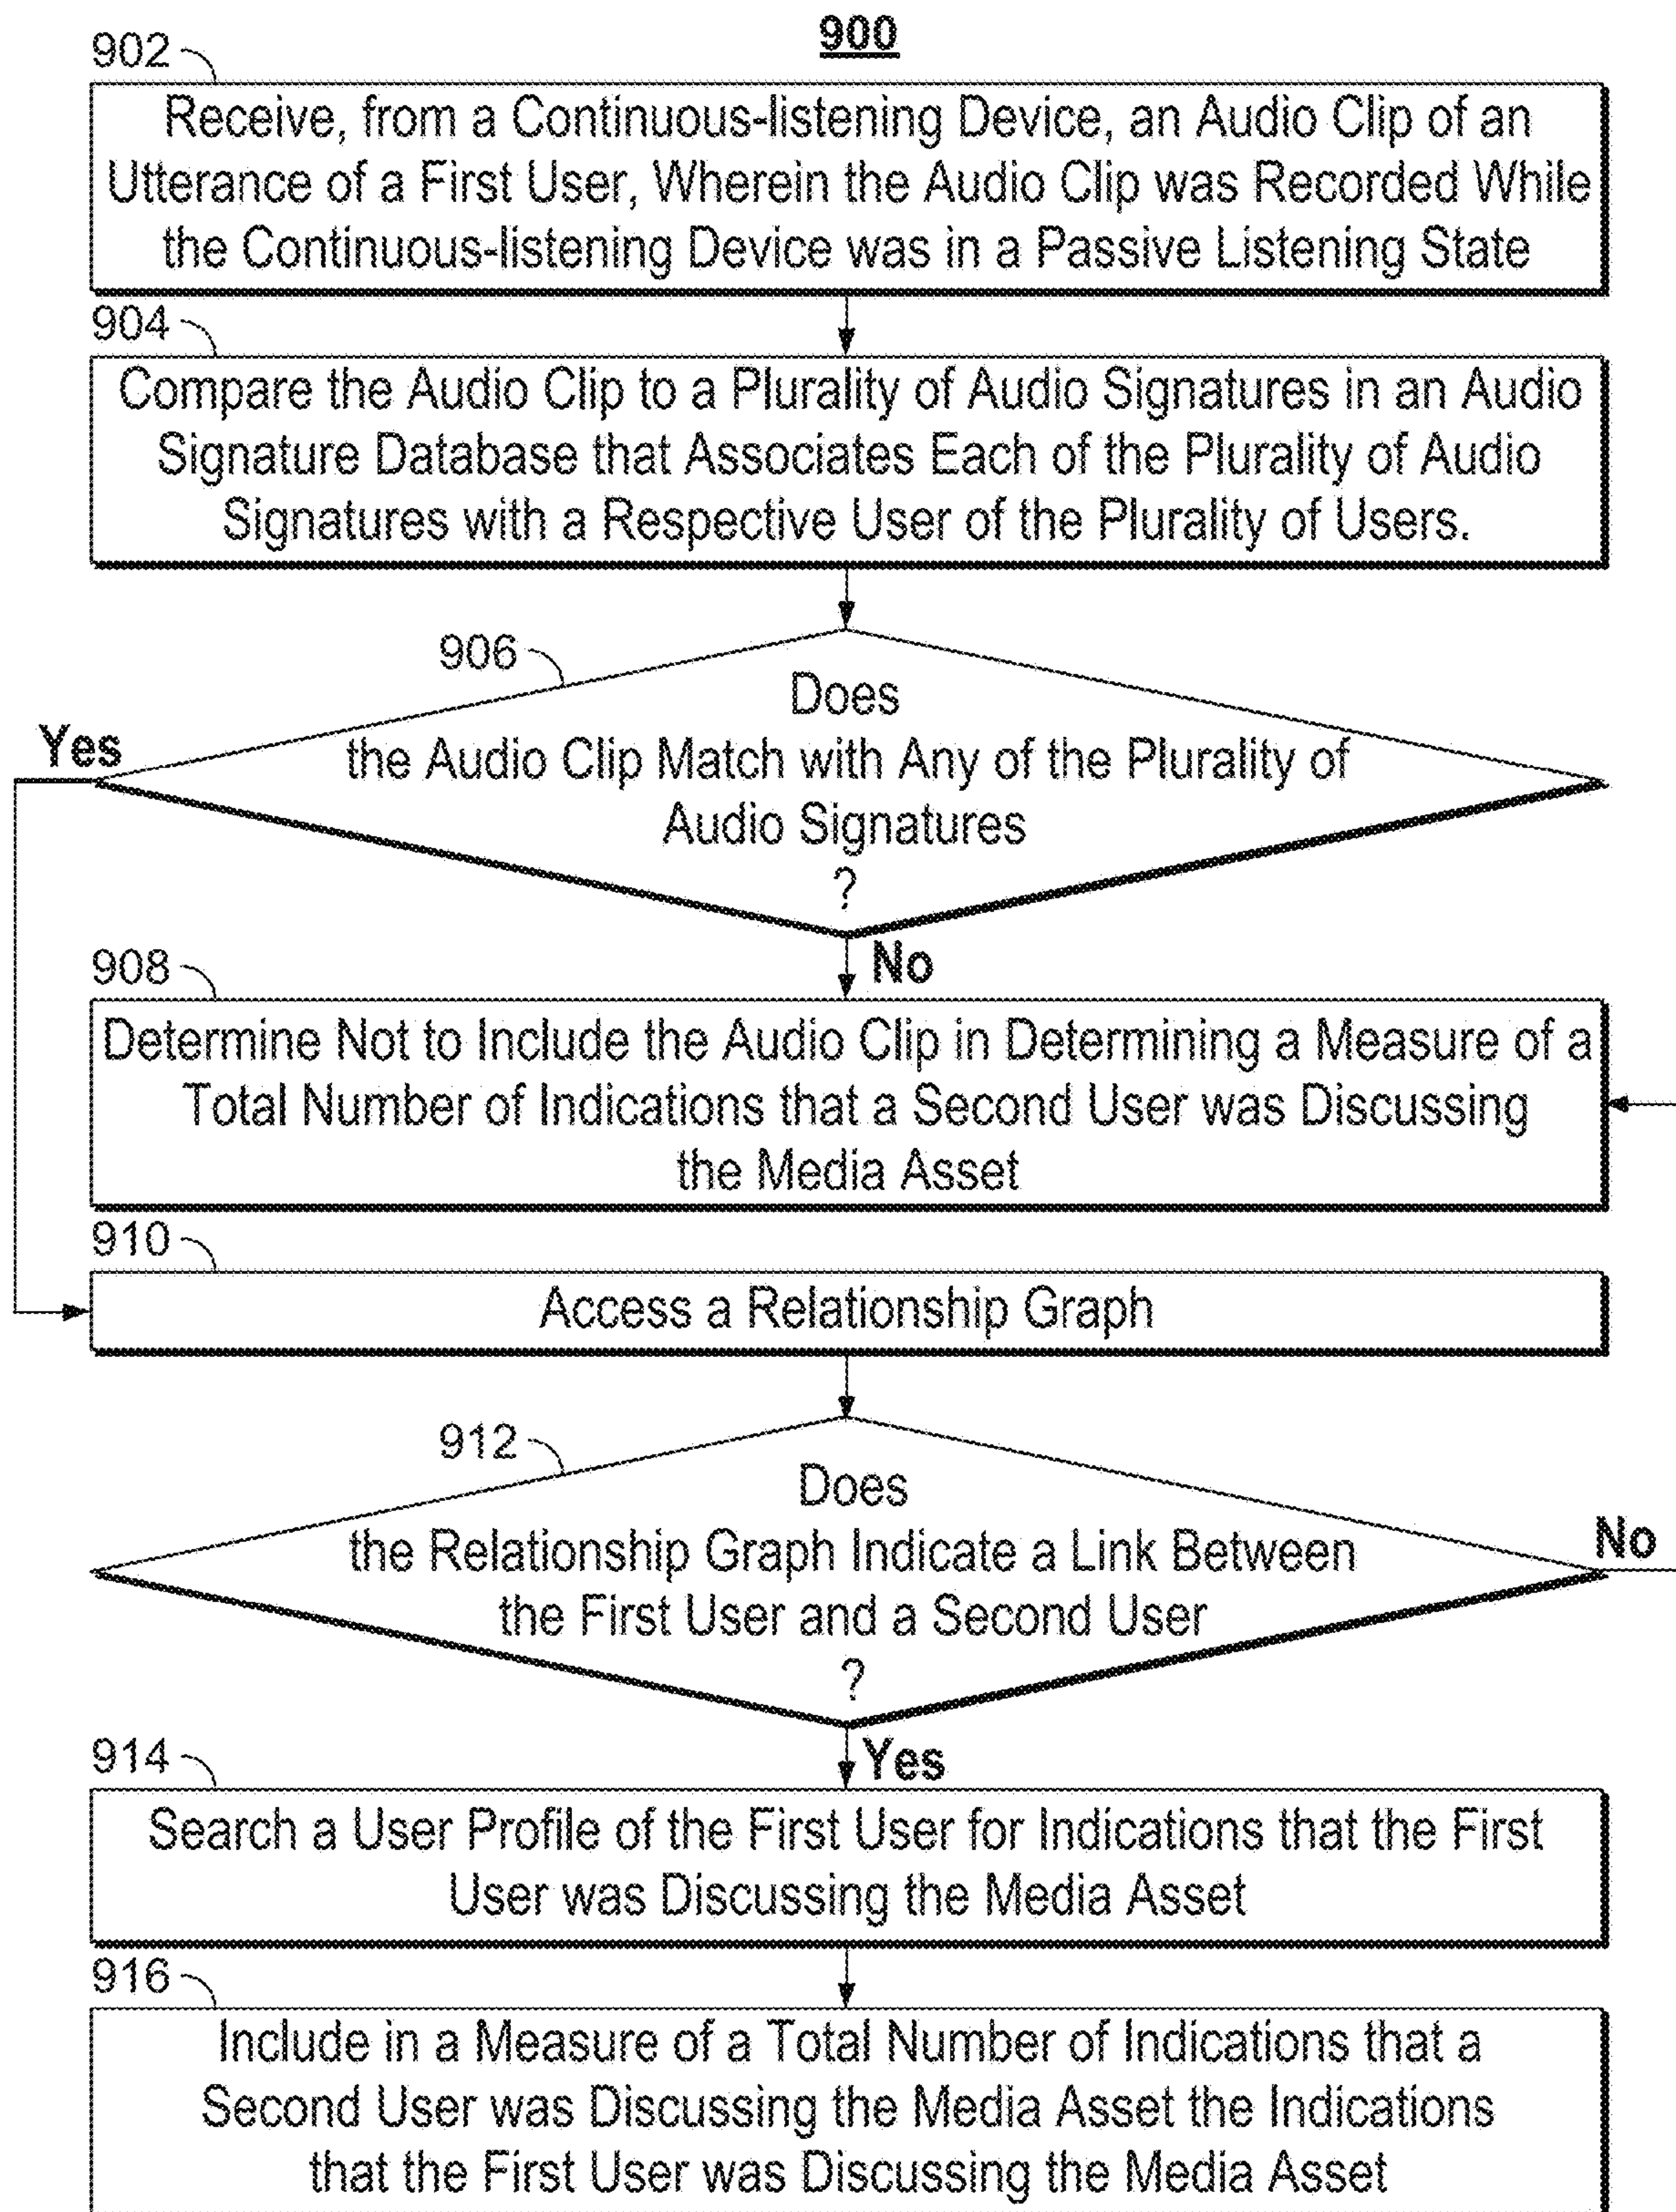 900
902
Receive, from a Continuous-listening Device, an Audio Clip of an
Utterance of a First User, Wherein the Audio Clip was Recorded While
the Continuous-listening Device was in a Passive Listening State
904
Compare the Audio Clip to a Plurality of Audio Signatures in an Audio
Signature Database that Associates Each of the Plurality of Audio
Signatures with a Respective User of the Plurality of Users.
906
Does
the Audio Clip Match with Any of the Plurality of
Audio Signatures
?
Yes
No
908
Determine Not to Include the Audio Clip in Determining a Measure of a
Total Number of Indications that a Second User was Discussing
the Media Asset
910
Access a Relationship Graph
912
Does
the Relationship Graph Indicate a Link Between
the First User and a Second User
?
No
Yes
914
Search a User Profile of the First User for Indications that the First
User was Discussing the Media Asset
916
Include in a Measure of a Total Number of Indications that a
Second User was Discussing the Media Asset the Indications
that the First User was Discussing the Media Asset